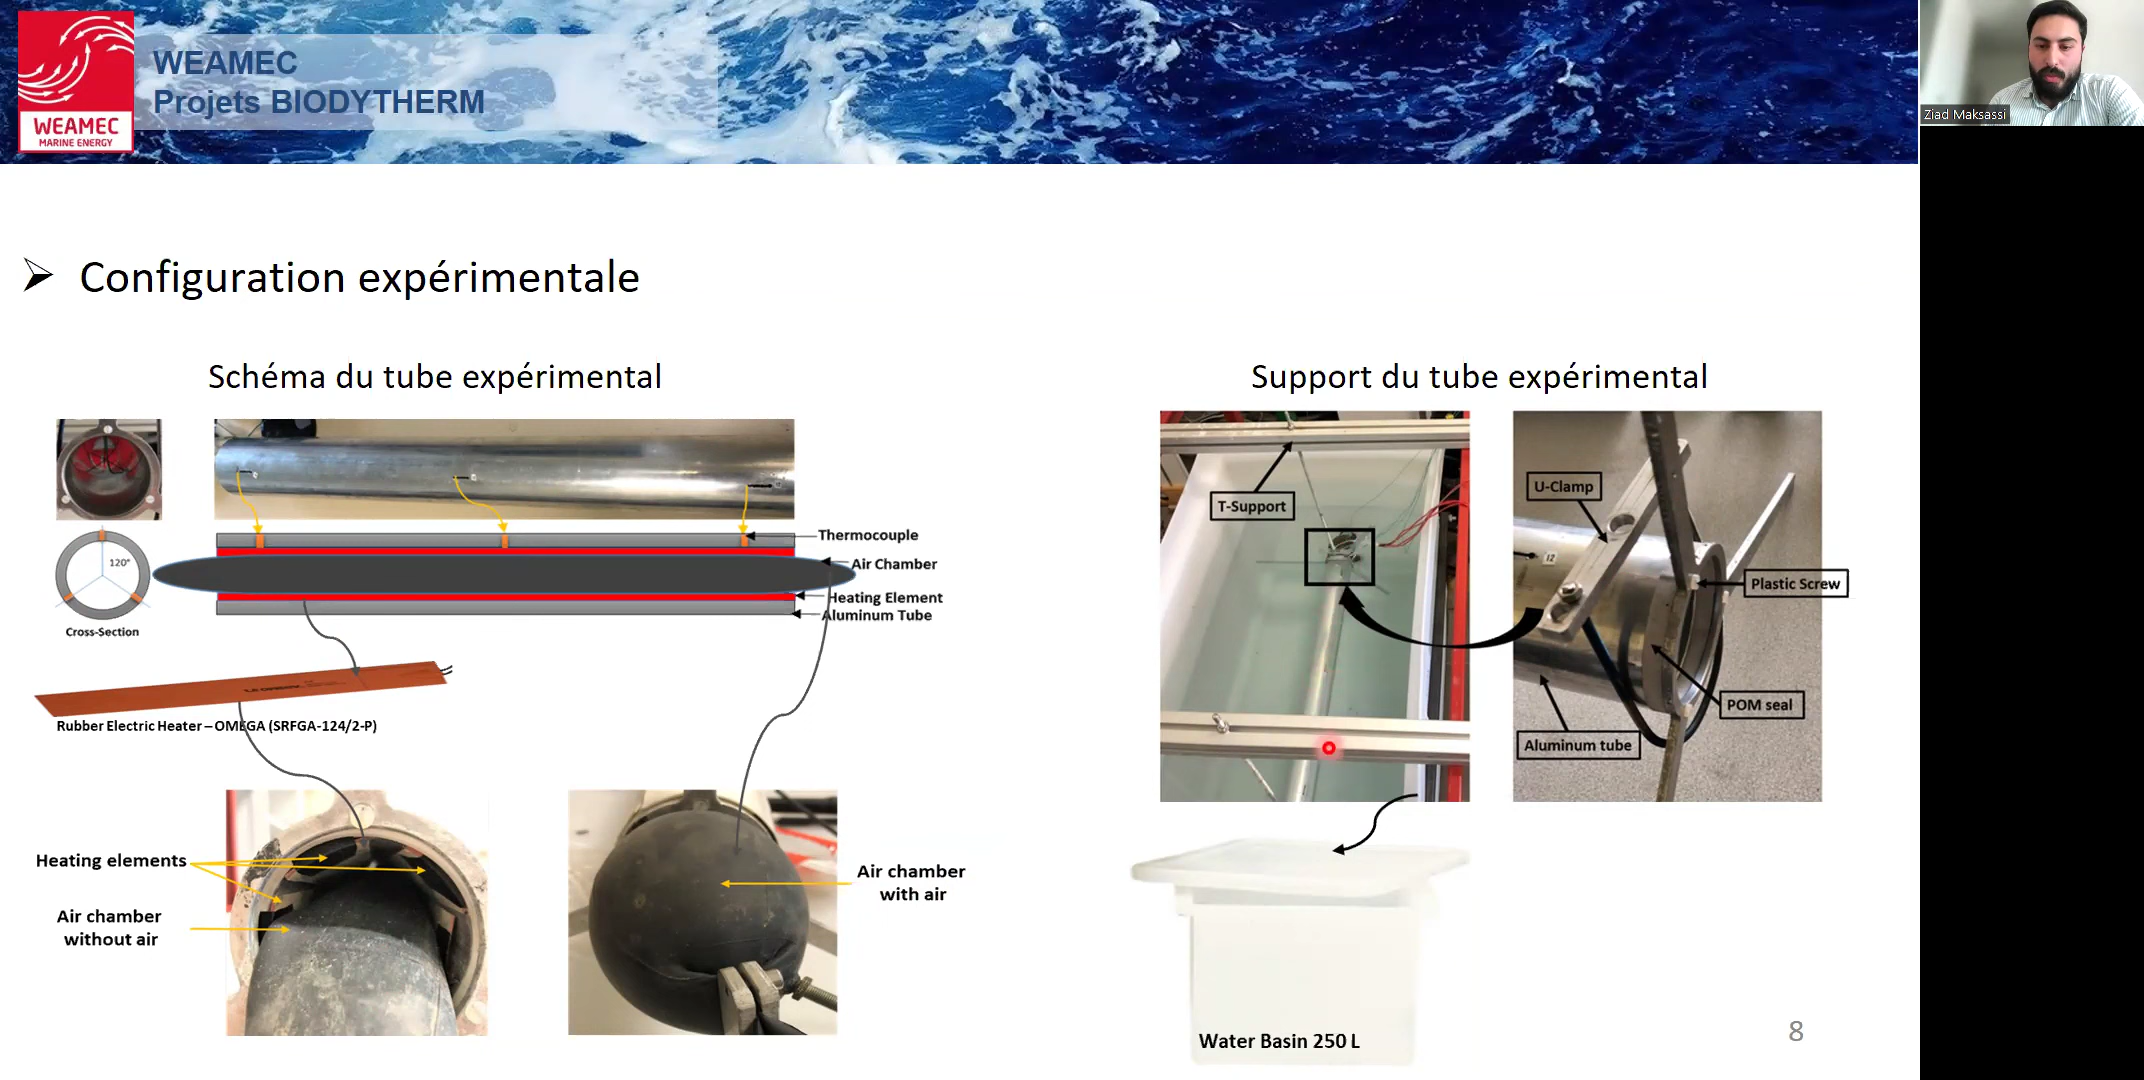 WEAMEC
Projets BIODYTHERM
WEAMEC
MARINE ENERGY
Ziad Maksassi
Configuration expérimentale
Schéma du tube expérimental
Support du tube expérimental
Thermocouple
Air Chamber
Heating Element
Aluminum Tube
120°
Cross-Section
Rubber Electric Heater – OMEGA (SRFGA-124/2-P)
Heating elements
Air chamber
without air
Air chamber
with air
T-Support
U-Clamp
12
Plastic Screw
POM seal
Aluminum tube
Water Basin 250 L
8